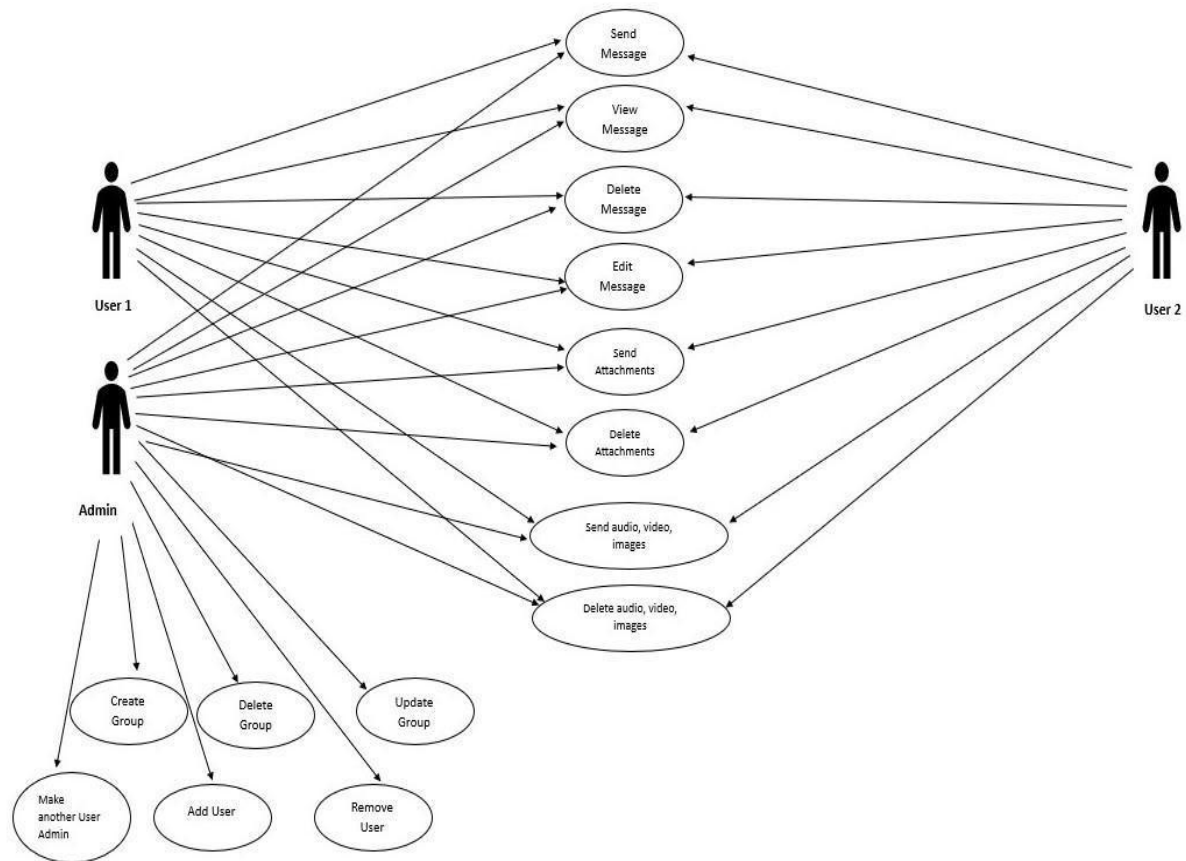 Send
Message
View
Message
Delete
Message
User 1
Edit
Message
User 2
Send
Attachments
Delete
Attachments
Admin
Send audio, video,
images
Delete audio, video,
images
Create
Group
Delete
Group
Update
Group
Make
another User
Admin
Add User
Remove
User